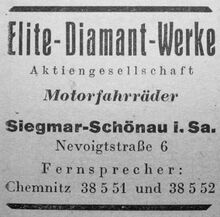 Elite-Diamant-Werke
Aktiengesellschaft
Motorfahrräder
Siegmar-Schönau i. Sa.
Nevoigtstraße 6
Fernsprecher:
Chemnitz 38551 und 38552